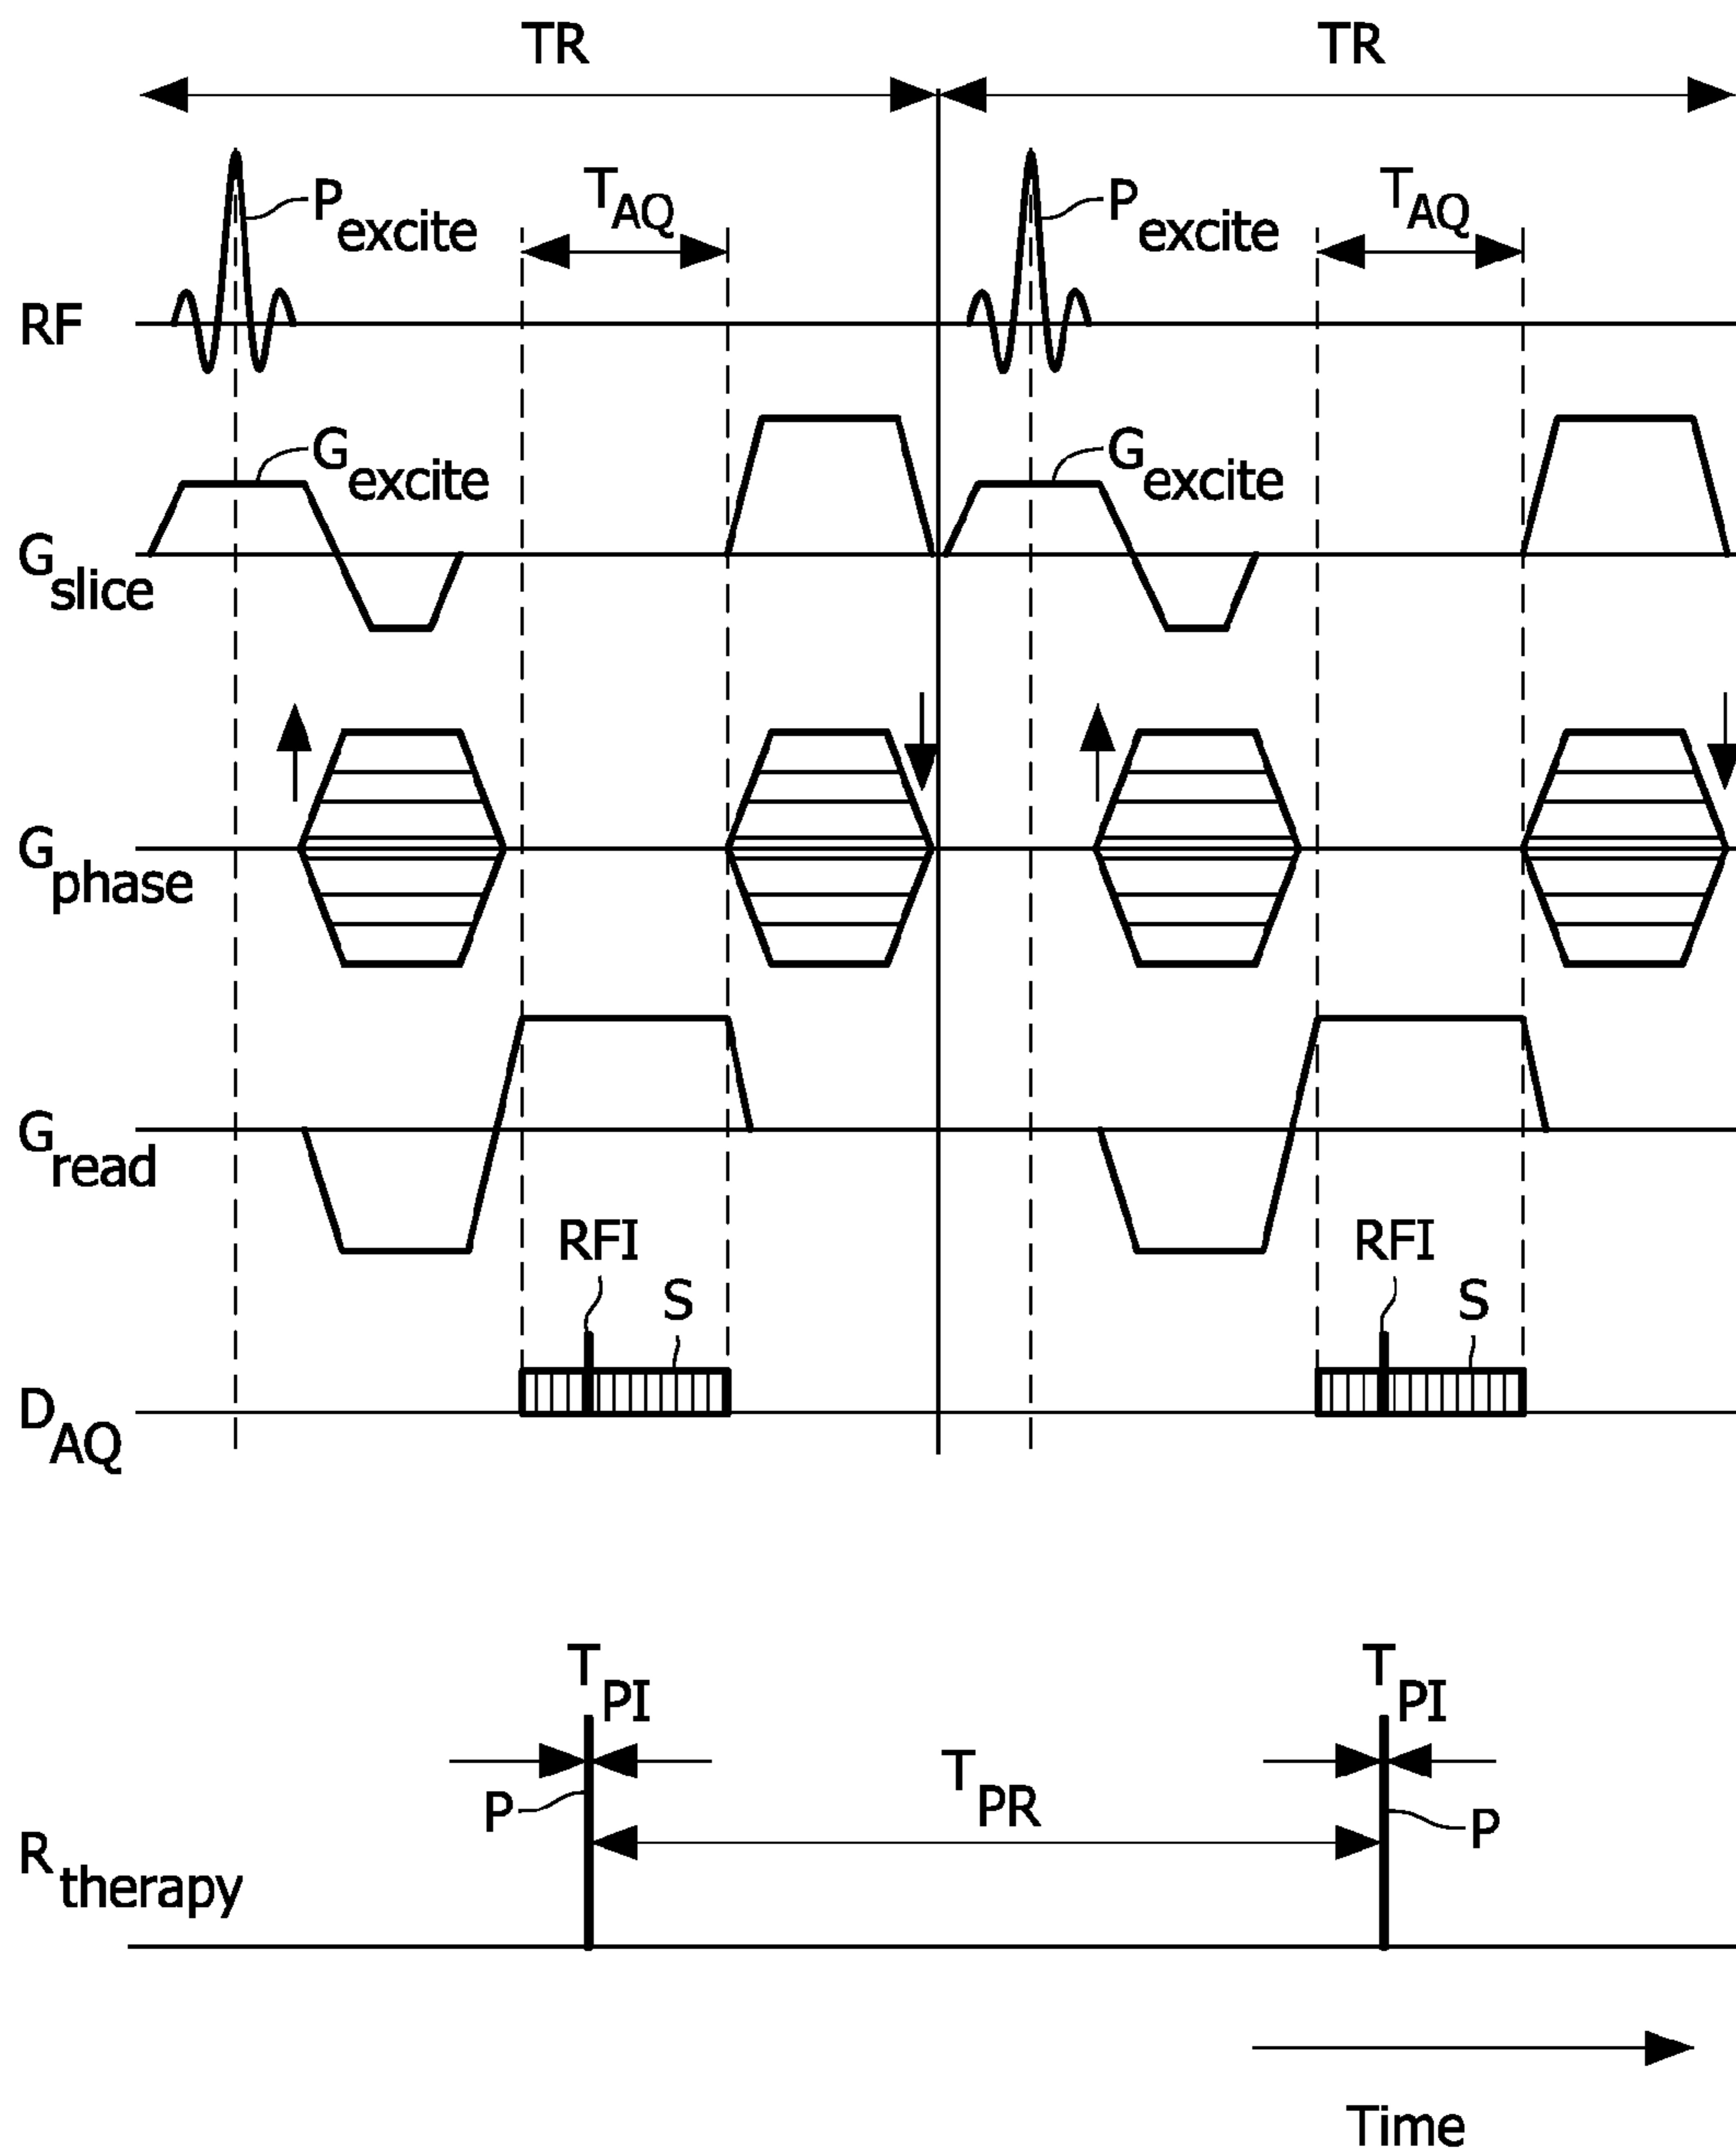 TR TR
P excite T AQ P excite T AQ
RF
G excite G excite
G slice
G phase
G read
RFI S RFI S
D AQ
T PI T PI
T PR
P P
R therapy
Time